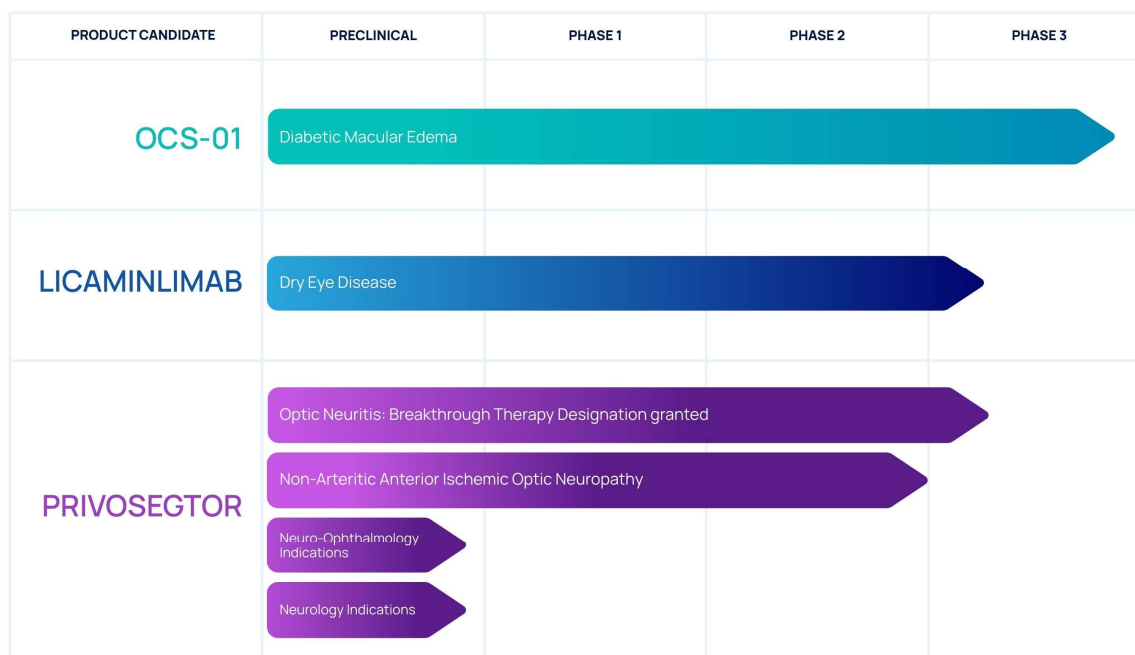 PRODUCT CANDIDATE
PRECLINICAL
PHASE 1
PHASE 2
PHASE 3
OCS-01
Diabetic Macular Edema
LICAMINLIMAB
Dry Eye Disease
PRIVOSEGTOR
Optic Neuritis: Breakthrough Therapy Designation granted
Non-Arteritic Anterior Ischemic Optic Neuropathy
Neuro-Ophthalmology
Indications
Neurology Indications